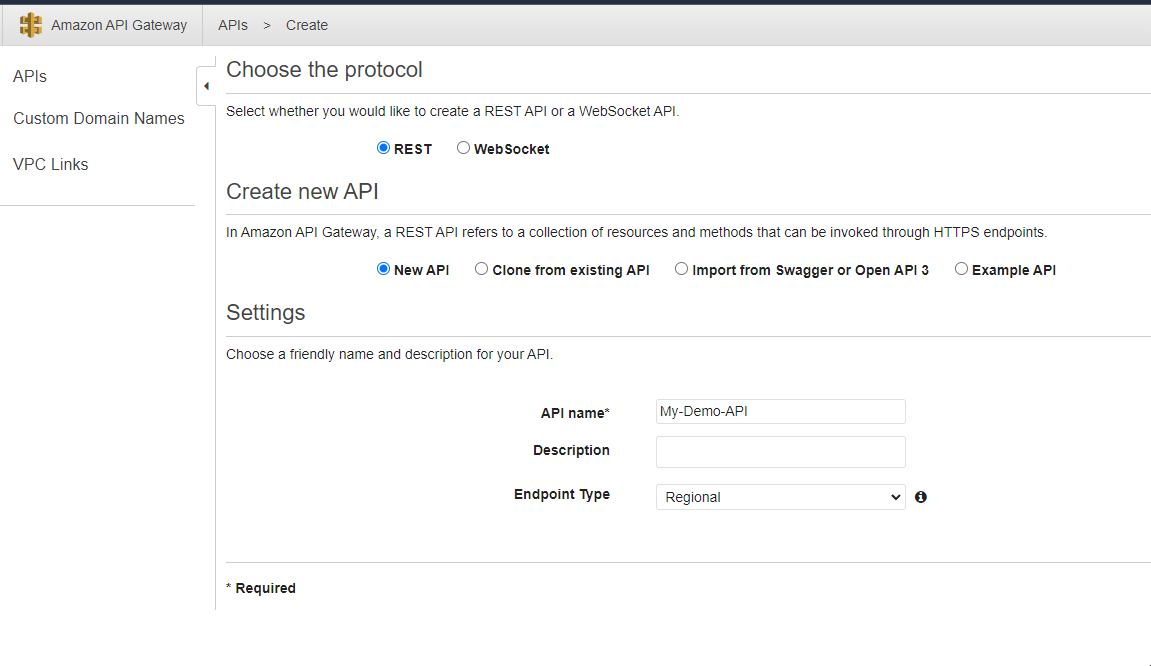 Amazon API Gateway APIs > Create
APIs
Custom Domain Names
VPC Links
Choose the protocol
Select whether you would like to create a REST API or a WebSocket API.
REST WebSocket
Create new API
In Amazon API Gateway, a REST API refers to a collection of resources and methods that can be invoked through HTTPS endpoints.
New API Clone from existing API Import from Swagger or Open API 3 Example API
Settings
Choose a friendly name and description for your API.
API name* My-Demo-API
Description
Endpoint Type Regional
* Required